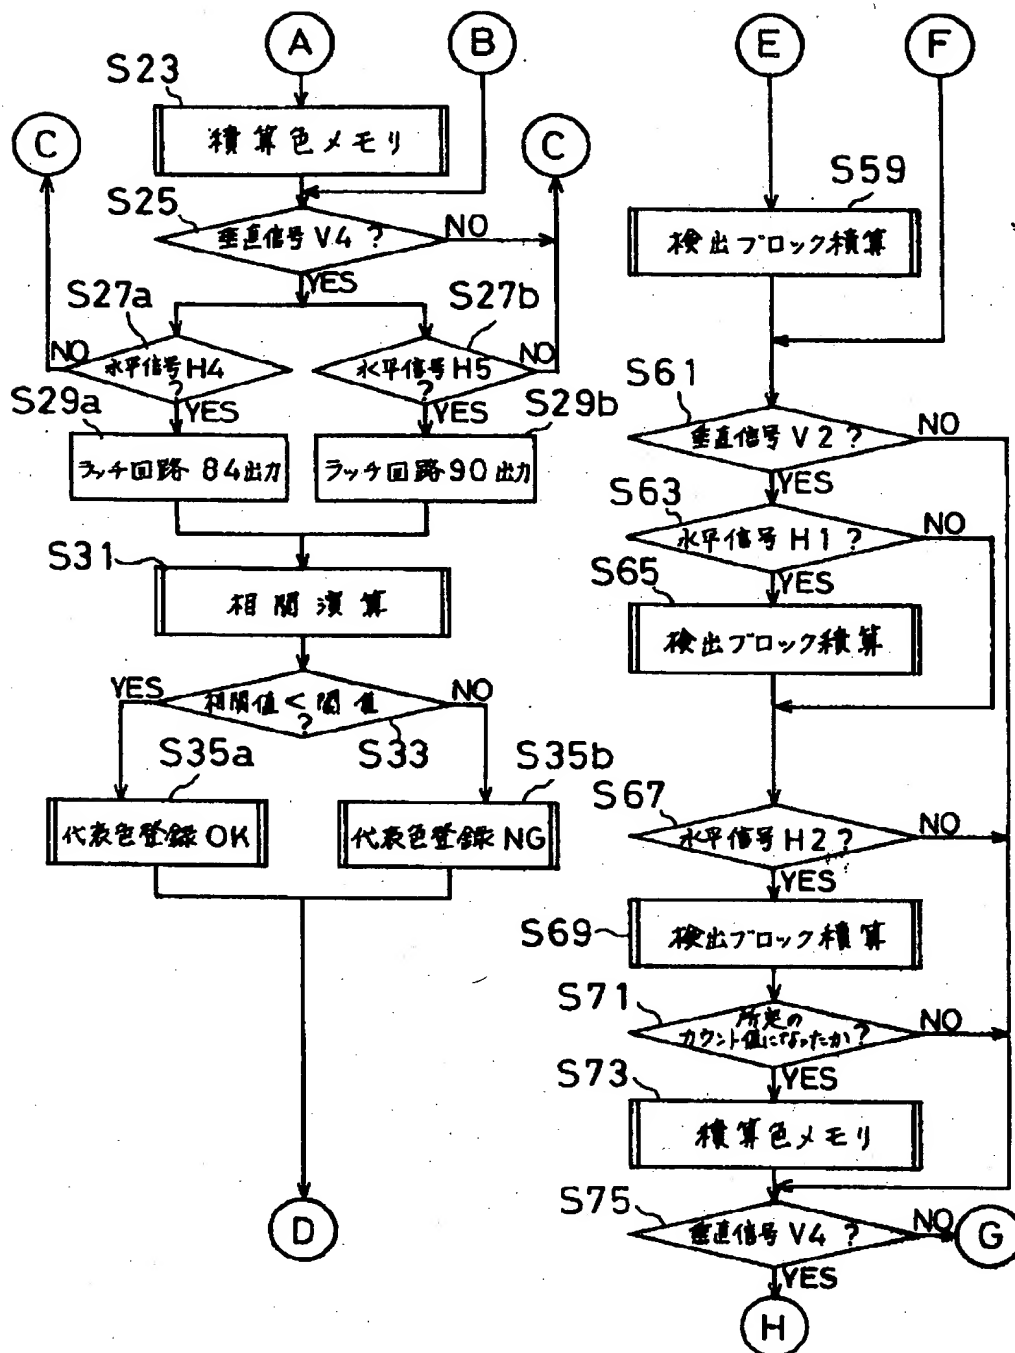 A
B
S23
積算色メモリ
C
C
S25
垂直信号V4?
NO
YES
S27a
S27b
NO
水平信号H4
?
水平信号H5
?
NO
S29a
YES
YES
S29b
ラッチ回路84出力
ラッチ回路90出力
S31
相関演算
YES
相関値<閾値
?
NO
S33
S35a
S35b
代表色登録OK
代表色登録NG
D
E
F
S59
検出ブロック積算
S61
垂直信号V2?
NO
YES
S63
水平信号H1?
NO
S65
YES
検出ブロック積算
S67
水平信号H2?
NO
YES
S69
検出ブロック積算
S71
所定の
カウント値になったか?
NO
YES
S73
積算色メモリ
S75
垂直信号V4?
NO
G
YES
H